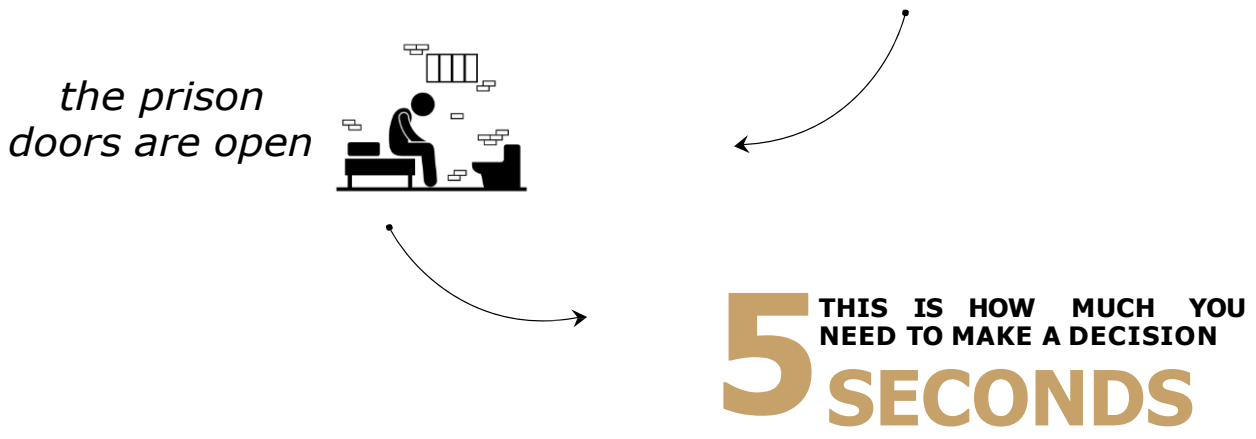 the prison
doors are open
5
THIS IS HOW MUCH YOU
NEED TO MAKE A DECISION
SECONDS